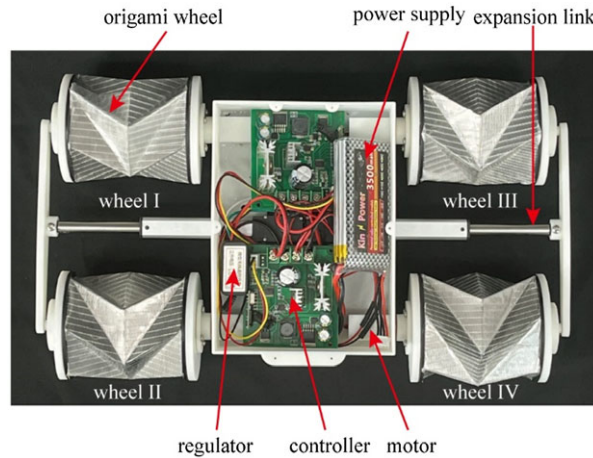 origami wheel
power supply
expansion link
wheel I
wheel III
Kin Power 3500
wheel II
wheel IV
regulator
controller
motor